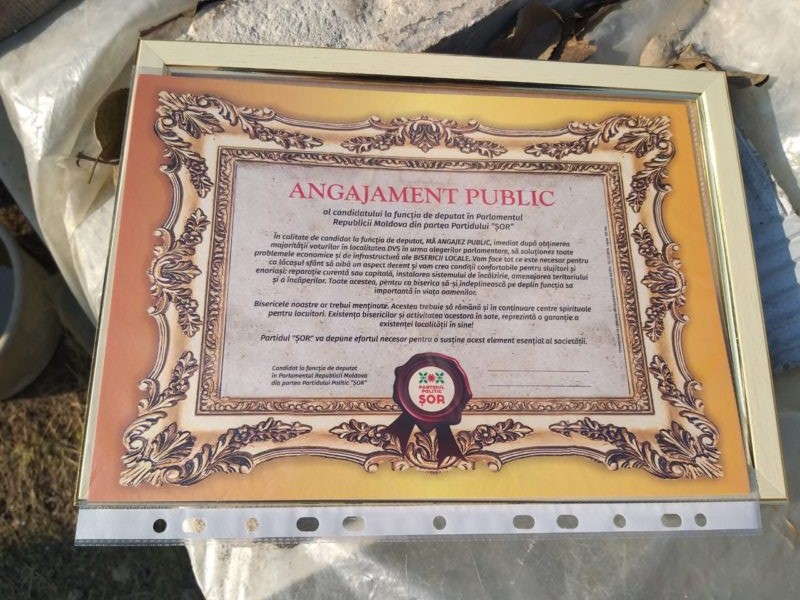 ANGAJAMENT PUBLIC
al candidatului la funcția de deputat în Parlamentul
Republicii Moldova din partea Partidului "ȘOR"
În calitate de candidat la funcția de deputat, MĂ ANGAJEZ PUBLIC, imediat după obținerea
majorității voturilor în localitatea DVS în urma alegerilor parlamentare, să soluționez toate
problemele economice și de infrastructură ale BISERICII LOCALE. Vom face tot ce este necesar pentru
ca lăcașul sfânt să aibă un aspect decent și vom crea condiții confortabile pentru slujitori și
enoriași: reparație curentă sau capitală, instalarea sistemului de încălzire, amenajarea teritoriului
și a încăperilor. Toate acestea, pentru ca biserica să-și îndeplinească pe deplin funcția sa
importantă în viața oamenilor.
Bisericile noastre ar trebui menținute. Acestea trebuie să rămână și în continuare centre spirituale
pentru locuitori. Existența bisericilor și activitatea acestora în sate, reprezintă o garanție a
existenței localității în sine!
Partidul "ȘOR" va depune efortul necesar pentru a susține acest element esențial al societății.
Candidat la funcția de deputat
în Parlamentul Republicii Moldova
din partea Partidului Politic "ȘOR"
PARTIDUL
POLITIC
ȘOR